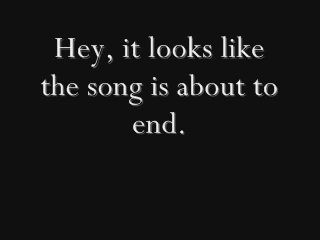 Hey, it looks like
the song is about to
end.